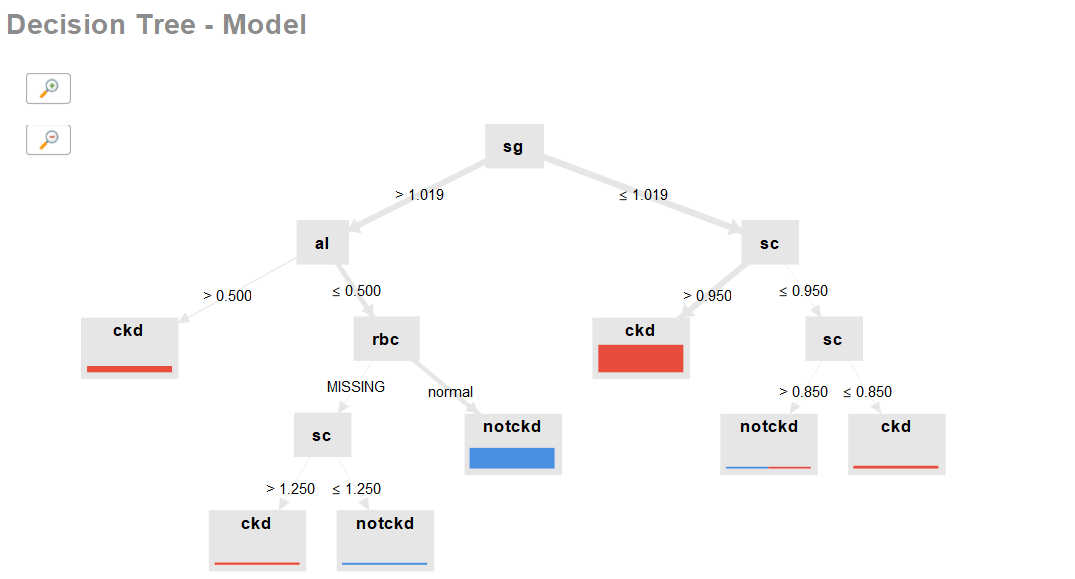 Decision Tree - Model
sg
> 1.019
≤ 1.019
al
sc
> 0.500
≤ 0.500
> 0.950
≤ 0.950
ckd
rbc
ckd
sc
MISSING
normal
> 0.850
≤ 0.850
sc
notckd
notckd
ckd
> 1.250
≤ 1.250
ckd
notckd